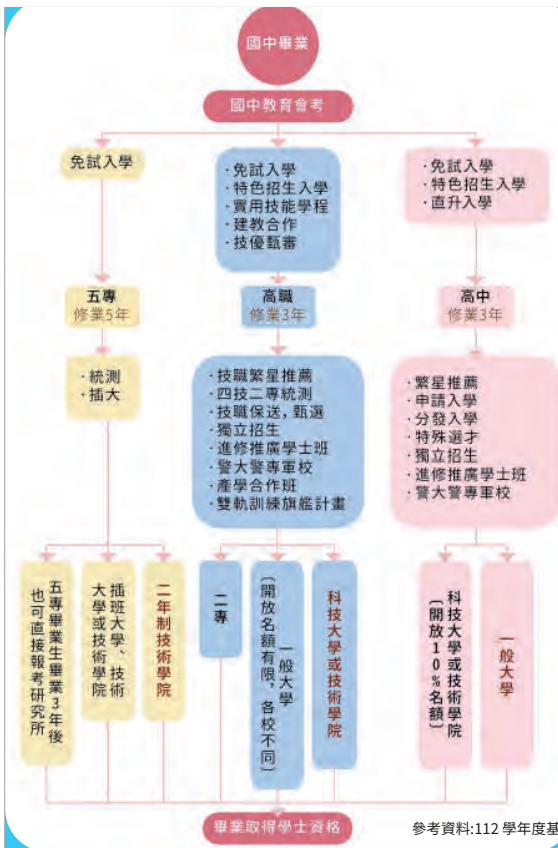 國中畢業
國中教育會考
免試入學
·免試入學
·特色招生入學
·實用技能學程
·建教合作
·技優甄審
·免試入學
·特色招生入學
·直升入學
五專
修業5年
高職
修業3年
高中
修業3年
·統測
·插大
·技職繁星推薦
·四技二專統測
·技職保送,甄選
·獨立招生
·進修推廣學士班
·警大警專軍校
·產學合作班
·雙軌訓練旗艦計畫
·繁星推薦
·申請入學
·分發入學
·特殊選才
·獨立招生
·進修推廣學士班
·警大警專軍校
五專畢業生畢業3年後
也可直接報考研究所
插班大學、技術
大學或技術學院
二年制技術學院
二專
一般大學
(開放名額有限,各校不同)
科技大學或技術學院
科技大學或技術學院
(開放10%名額)
一般大學
畢業取得學士資格
參考資料:112 學年度基